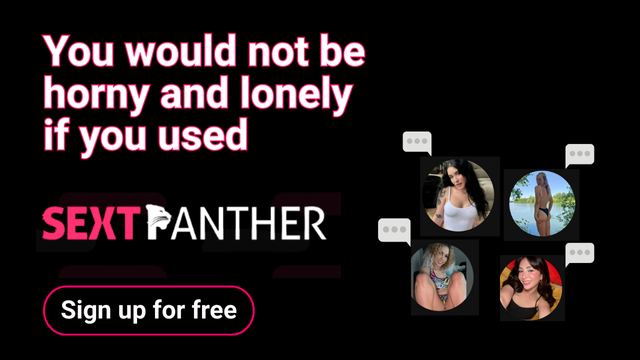 You would not be
horny and lonely
if you used
SEXTPANTHER
Sign up for free